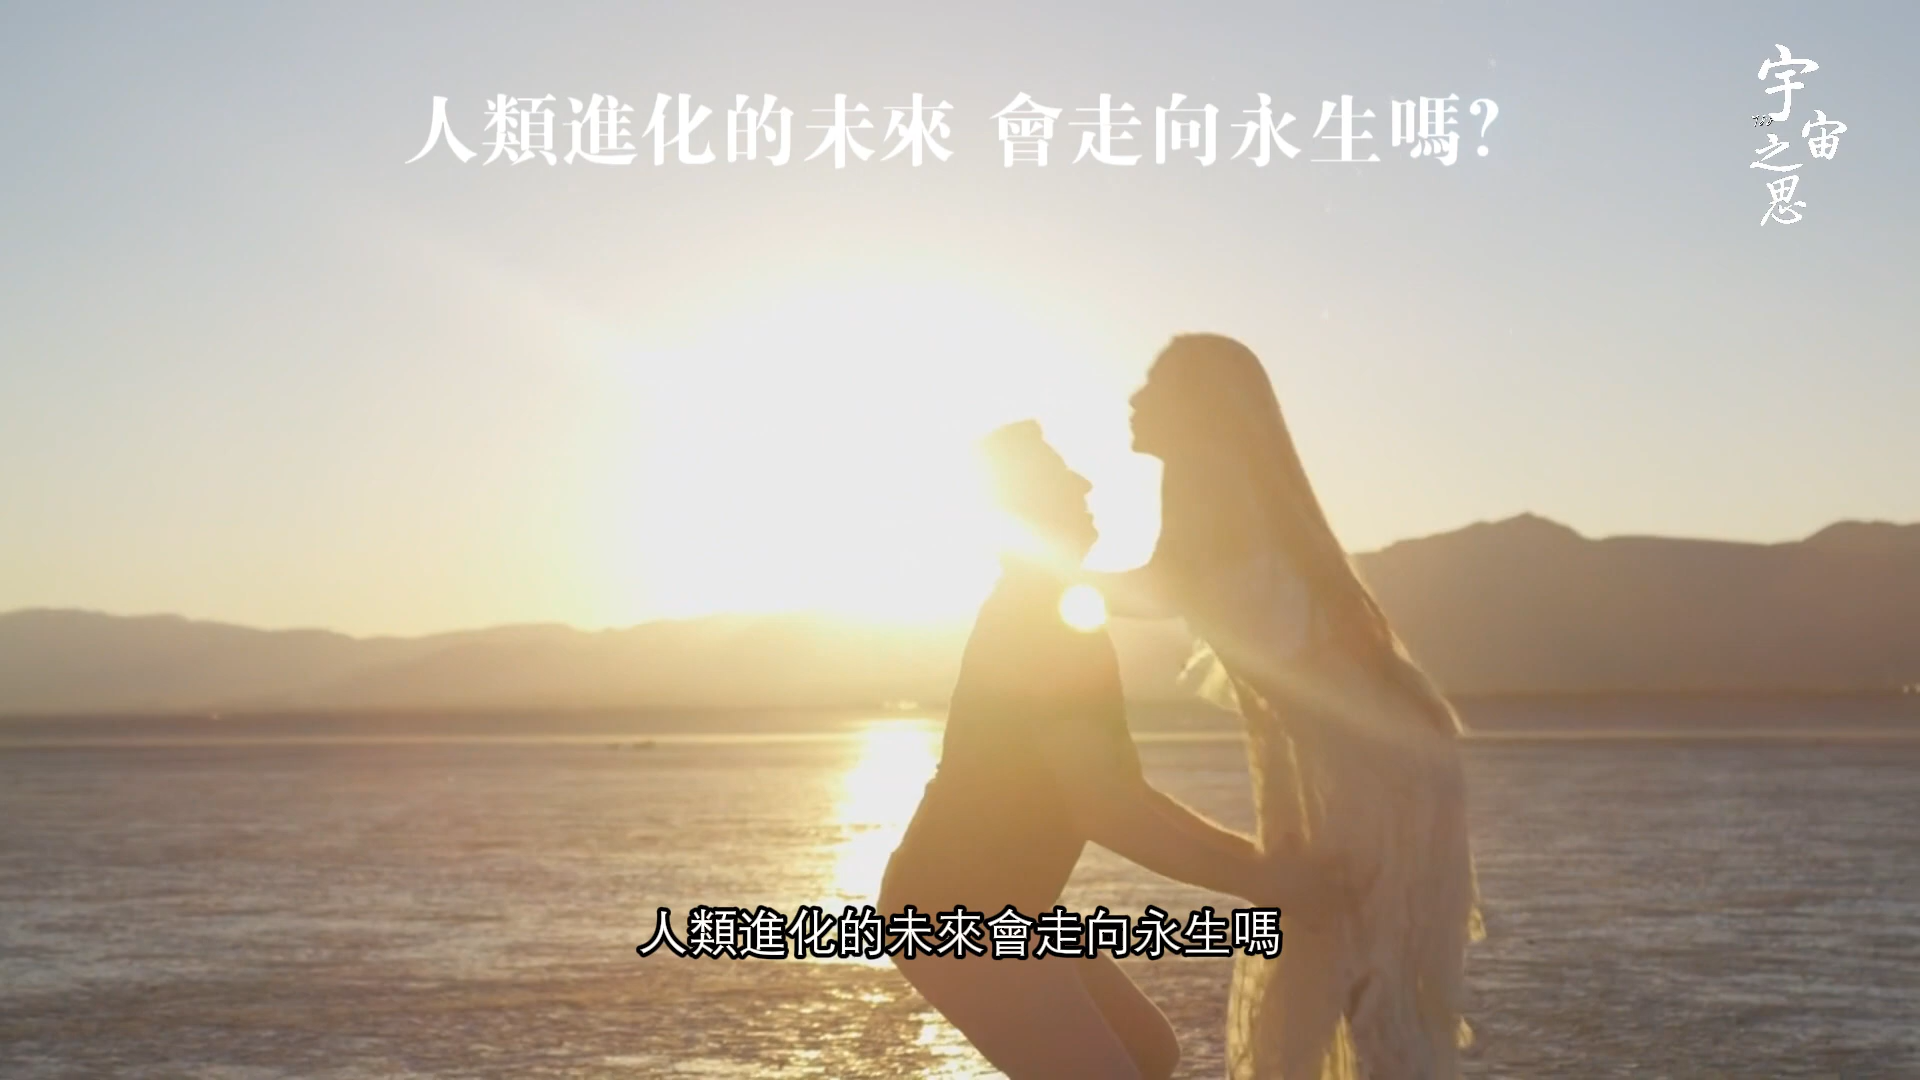 人類進化的未來 會走向永生嗎?
宇宙之思
人類進化的未來會走向永生嗎